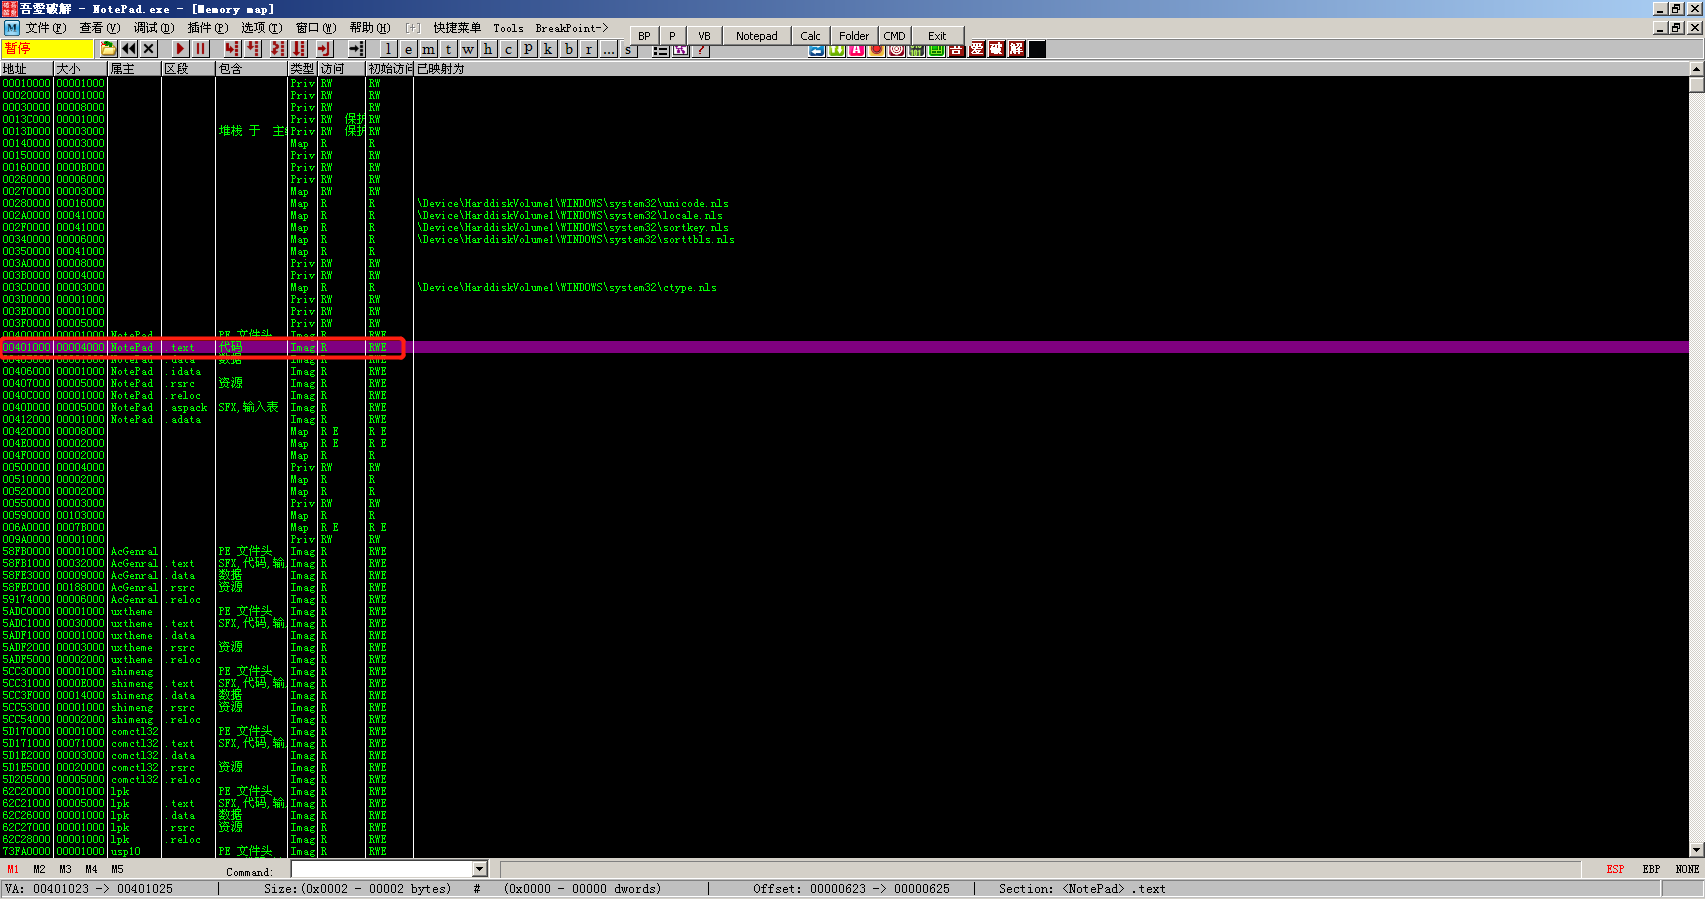 吾愛破解 - NotePad.exe - [Memory map]
文件(F) 查看(V) 调试(D) 插件(P) 选项(T) 窗口(W) 帮助(H) [+] 快捷菜单 Tools BreakPoint->
BP P VB Notepad Calc Folder CMD Exit
暂停 l e m t w h c p k b r ... s ? 吾 愛 破 解
地址 大小 属主 区段 包含 类型 访问 初始访问 已映射为
00010000 00001000 Priv RW RW
00020000 00001000 Priv RW RW
00030000 00008000 Priv RW RW
0013C000 00001000 Priv RW 保护 RW
0013D000 00003000 堆栈 于 主 Priv RW 保护 RW
00140000 00003000 Map R R
00150000 00001000 Priv RW RW
00160000 0000B000 Priv RW RW
00260000 00006000 Priv RW RW
00270000 00003000 Map RW RW
00280000 00016000 Map R R \Device\HarddiskVolume1\WINDOWS\system32\unicode.nls
002A0000 00041000 Map R R \Device\HarddiskVolume1\WINDOWS\system32\locale.nls
002F0000 00041000 Map R R \Device\HarddiskVolume1\WINDOWS\system32\sortkey.nls
00340000 00006000 Map R R \Device\HarddiskVolume1\WINDOWS\system32\sorttbls.nls
00350000 00041000 Map R R
003A0000 00008000 Priv RW RW
003B0000 00004000 Priv RW RW
003C0000 00003000 Map R R \Device\HarddiskVolume1\WINDOWS\system32\ctype.nls
003D0000 00001000 Priv RW RW
003E0000 00001000 Priv RW RW
003F0000 00005000 Priv RW RW
00400000 00001000 NotePad PE 文件头 Imag R RWE
00401000 00004000 NotePad .text 代码 Imag R RWE
00405000 00001000 NotePad .data 数据 Imag R RWE
00406000 00001000 NotePad .idata Imag R RWE
00407000 00005000 NotePad .rsrc 资源 Imag R RWE
0040C000 00001000 NotePad .reloc Imag R RWE
0040D000 00005000 NotePad .aspack SFX,输入表 Imag R RWE
00412000 00001000 NotePad .adata Imag R RWE
00420000 00008000 Map R E R E
004E0000 00002000 Map R E R E
004F0000 00002000 Map R R
00500000 00004000 Priv RW RW
00510000 00002000 Map R R
00520000 00002000 Map R R
00550000 00003000 Priv RW RW
00590000 00103000 Map R R
006A0000 0007B000 Map R E R E
009A0000 00001000 Priv RW RW
58FB0000 00001000 AcGenral PE 文件头 Imag R RWE
58FB1000 00032000 AcGenral .text SFX,代码,输 Imag R RWE
58FE3000 00009000 AcGenral .data 数据 Imag R RWE
58FEC000 00188000 AcGenral .rsrc 资源 Imag R RWE
59174000 00006000 AcGenral .reloc Imag R RWE
5ADC0000 00001000 uxtheme PE 文件头 Imag R RWE
5ADC1000 00030000 uxtheme .text SFX,代码,输 Imag R RWE
5ADF1000 00001000 uxtheme .data Imag R RWE
5ADF2000 00003000 uxtheme .rsrc 资源 Imag R RWE
5ADF5000 00002000 uxtheme .reloc Imag R RWE
5CC30000 00001000 shimeng PE 文件头 Imag R RWE
5CC31000 0000E000 shimeng .text SFX,代码,输 Imag R RWE
5CC3F000 00014000 shimeng .data 数据 Imag R RWE
5CC53000 00001000 shimeng .rsrc 资源 Imag R RWE
5CC54000 00002000 shimeng .reloc Imag R RWE
5D170000 00001000 comctl32 PE 文件头 Imag R RWE
5D171000 00071000 comctl32 .text SFX,代码,输 Imag R RWE
5D1E2000 00003000 comctl32 .data Imag R RWE
5D1E5000 00020000 comctl32 .rsrc 资源 Imag R RWE
5D205000 00005000 comctl32 .reloc Imag R RWE
62C20000 00001000 lpk PE 文件头 Imag R RWE
62C21000 00005000 lpk .text SFX,代码,输 Imag R RWE
62C26000 00001000 lpk .data 数据 Imag R RWE
62C27000 00001000 lpk .rsrc 资源 Imag R RWE
62C28000 00001000 lpk .reloc Imag R RWE
73FA0000 00001000 usp10 PE 文件头 Imag R RWE
M1 M2 M3 M4 M5 Command: ESP EBP NONE
VA: 00401023 -> 00401025 | Size:(0x0002 - 00002 bytes) # (0x0000 - 00000 dwords) | Offset: 00000623 -> 00000625 | Section: <NotePad> .text